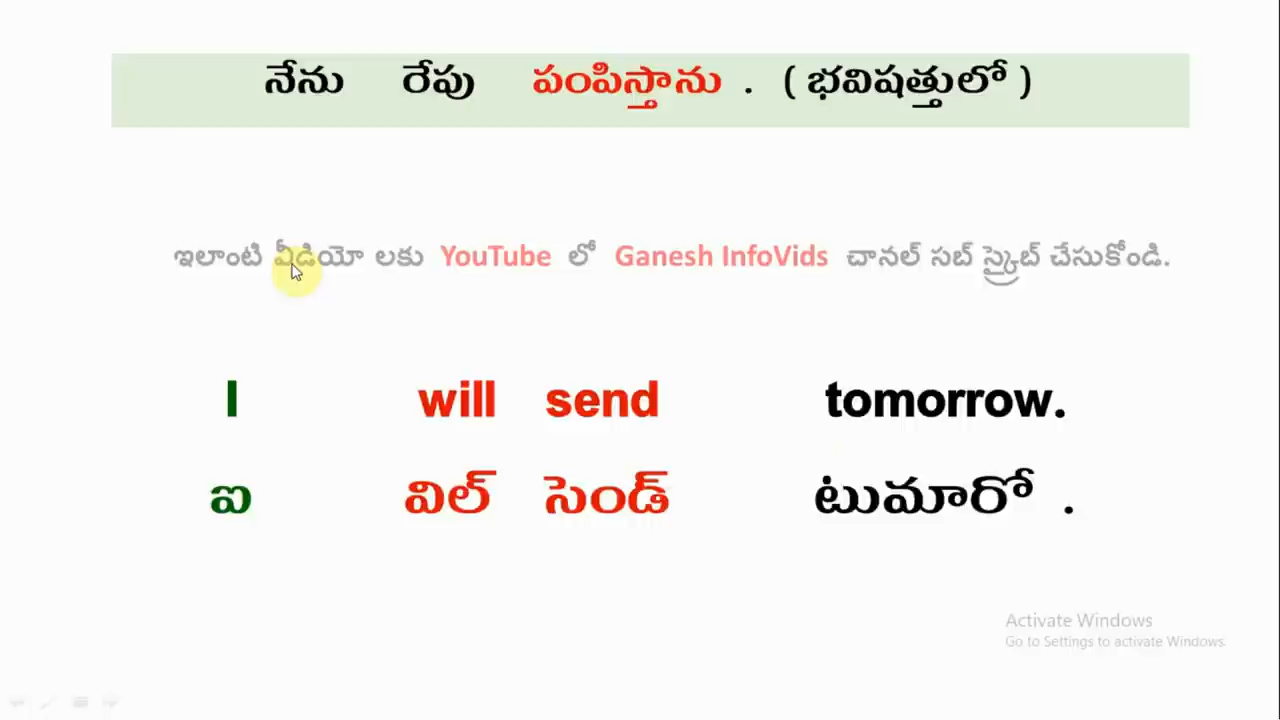 నేను రేపు పంపిస్తాను . ( భవిషత్తులో )
ఇలాంటి వీడియో లకు YouTube లో Ganesh InfoVids చానల్ సబ్ స్క్రైబ్ చేసుకోండి.
I will send tomorrow.
ఐ విల్ సెండ్ టుమారో .
Activate Windows
Go to Settings to activate Windows.